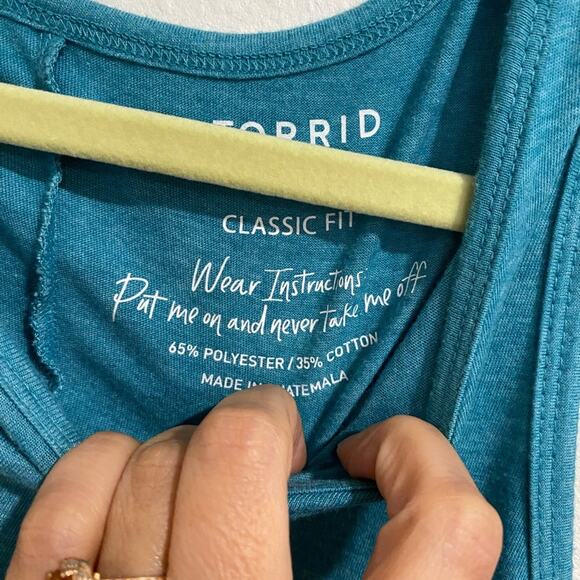 TORRID
CLASSIC FIT
Wear Instructions:
Put me on and never take me off
65% POLYESTER / 35% COTTON
MADE IN GUATEMALA